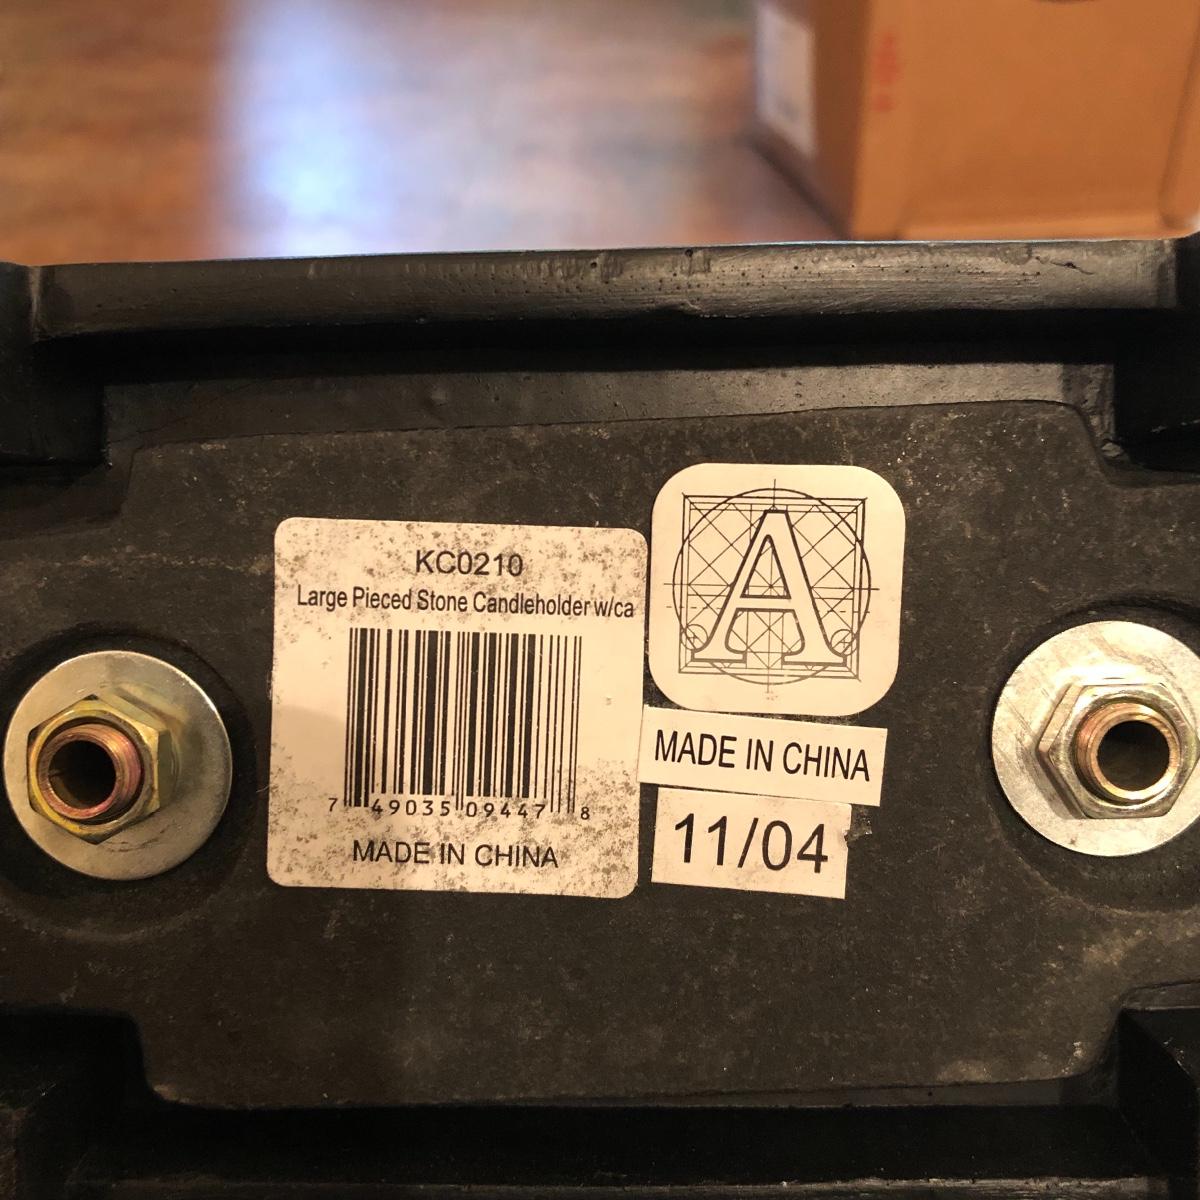 KC0210
Large Pieced Stone Candleholder w/ca
7 49035 09447 8
MADE IN CHINA
A
MADE IN CHINA
11/04